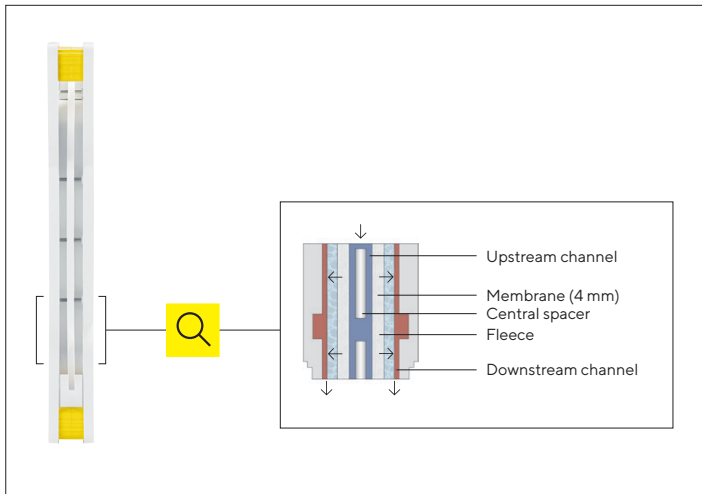 Upstream channel
Membrane (4 mm)
Central spacer
Fleece
Downstream channel